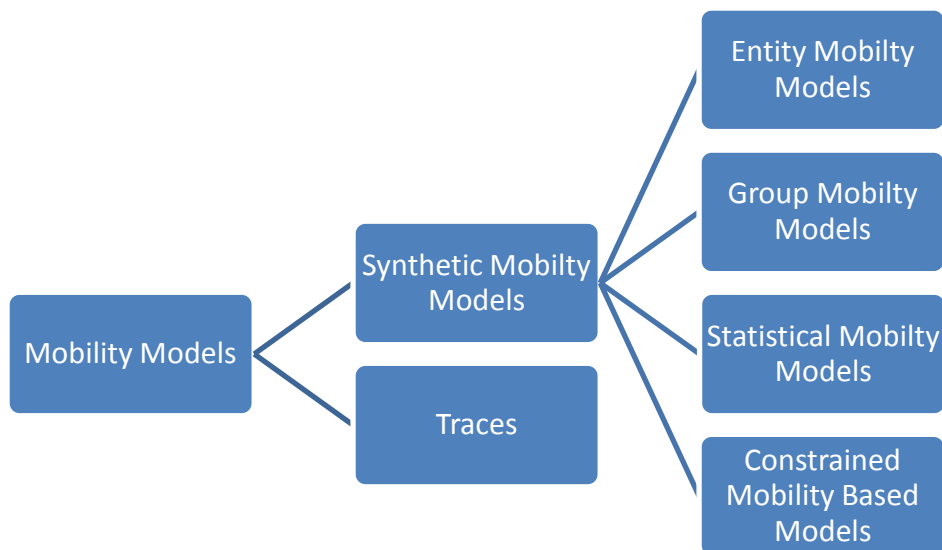 Entity Mobilty
Models
Group Mobilty
Models
Synthetic Mobilty
Models
Mobility Models
Statistical Mobilty
Models
Traces
Constrained
Mobility Based
Models